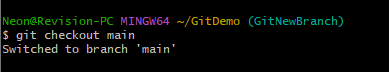 Neon@Revision-PC MINGW64 ~/GitDemo (GitNewBranch)
$ git checkout main
Switched to branch 'main'